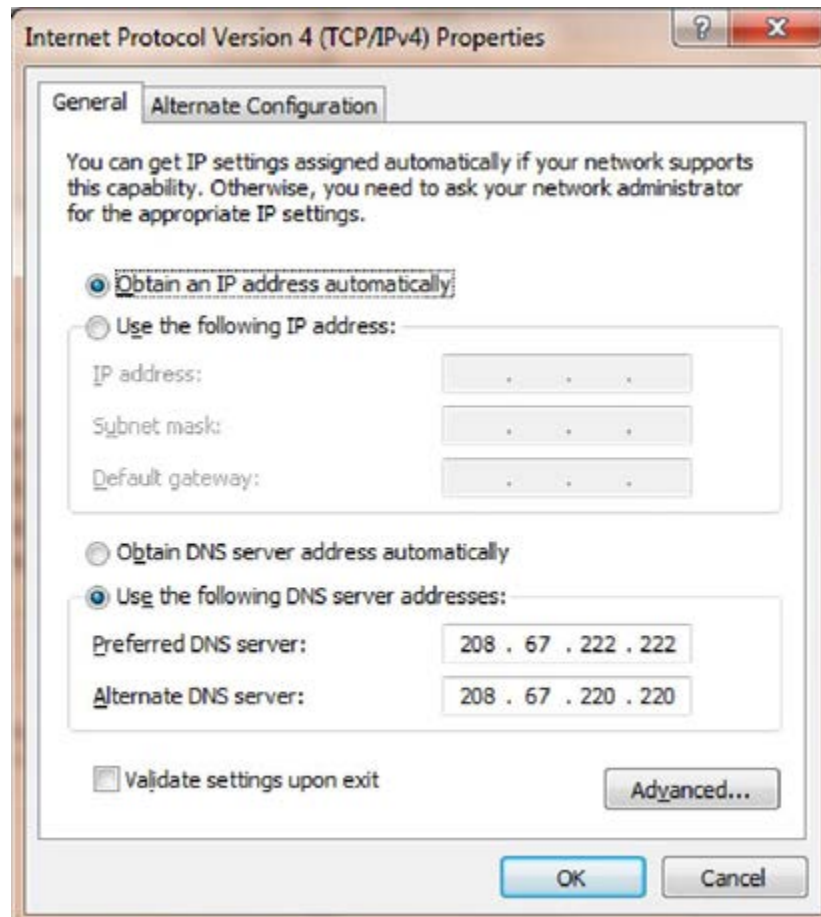 Internet Protocol Version 4 (TCP/IPv4) Properties
?
General
Alternate Configuration
You can get IP settings assigned automatically if your network supports
this capability. Otherwise, you need to ask your network administrator
for the appropriate IP settings.
Obtain an IP address automatically
Use the following IP address:
IP address: . . .
Subnet mask: . . .
Default gateway: . . .
Obtain DNS server address automatically
Use the following DNS server addresses:
Preferred DNS server: 208 . 67 . 222 . 222
Alternate DNS server: 208 . 67 . 220 . 220
Validate settings upon exit
Advanced...
OK
Cancel